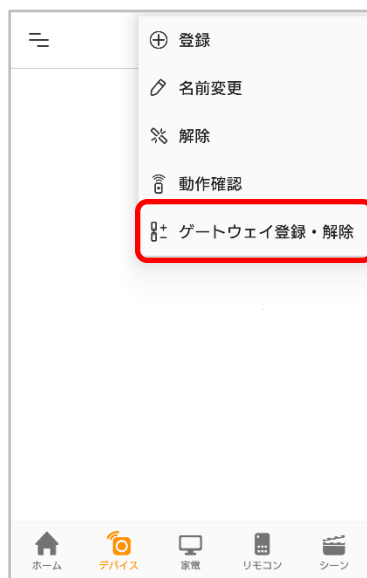 登録
名前変更
解除
動作確認
ゲートウェイ登録・解除
ホーム
デバイス
家電
リモコン
シーン